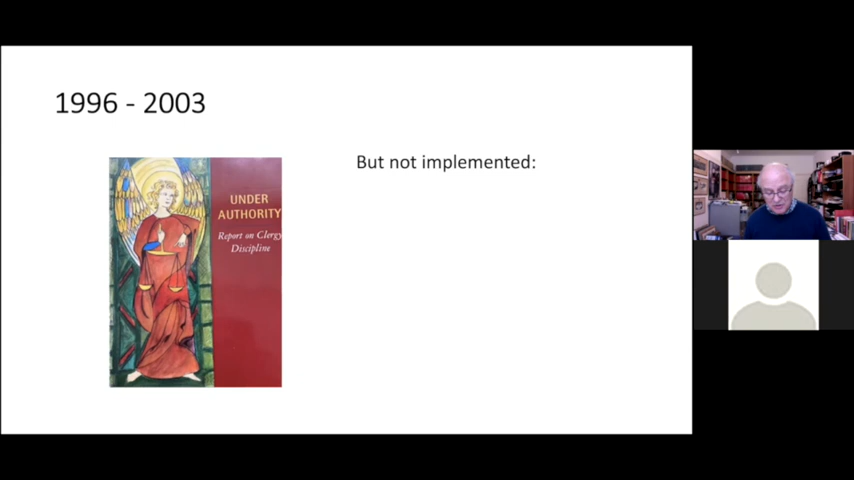 1996 - 2003
But not implemented:
UNDER
AUTHORITY
Report on Clergy
Discipline